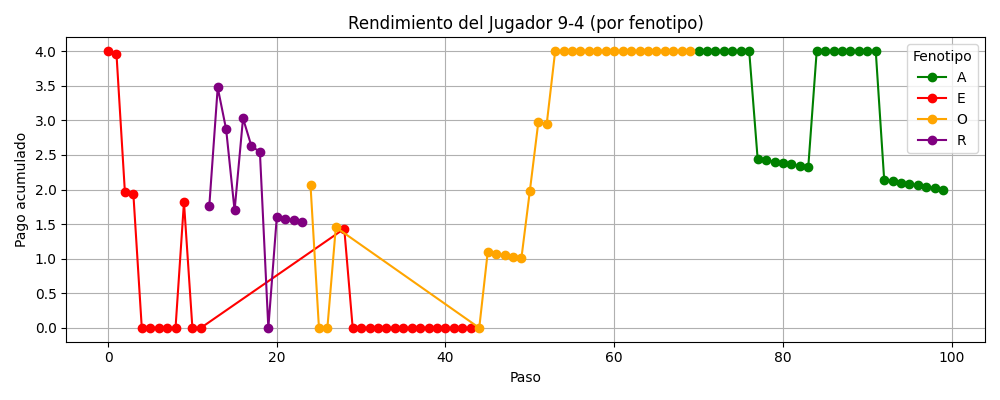 Rendimiento del Jugador 9-4 (por fenotipo)
Pago acumulado
4.0
3.5
3.0
2.5
2.0
1.5
1.0
0.5
0.0
0
20
40
60
80
100
Paso
Fenotipo
A
E
O
R